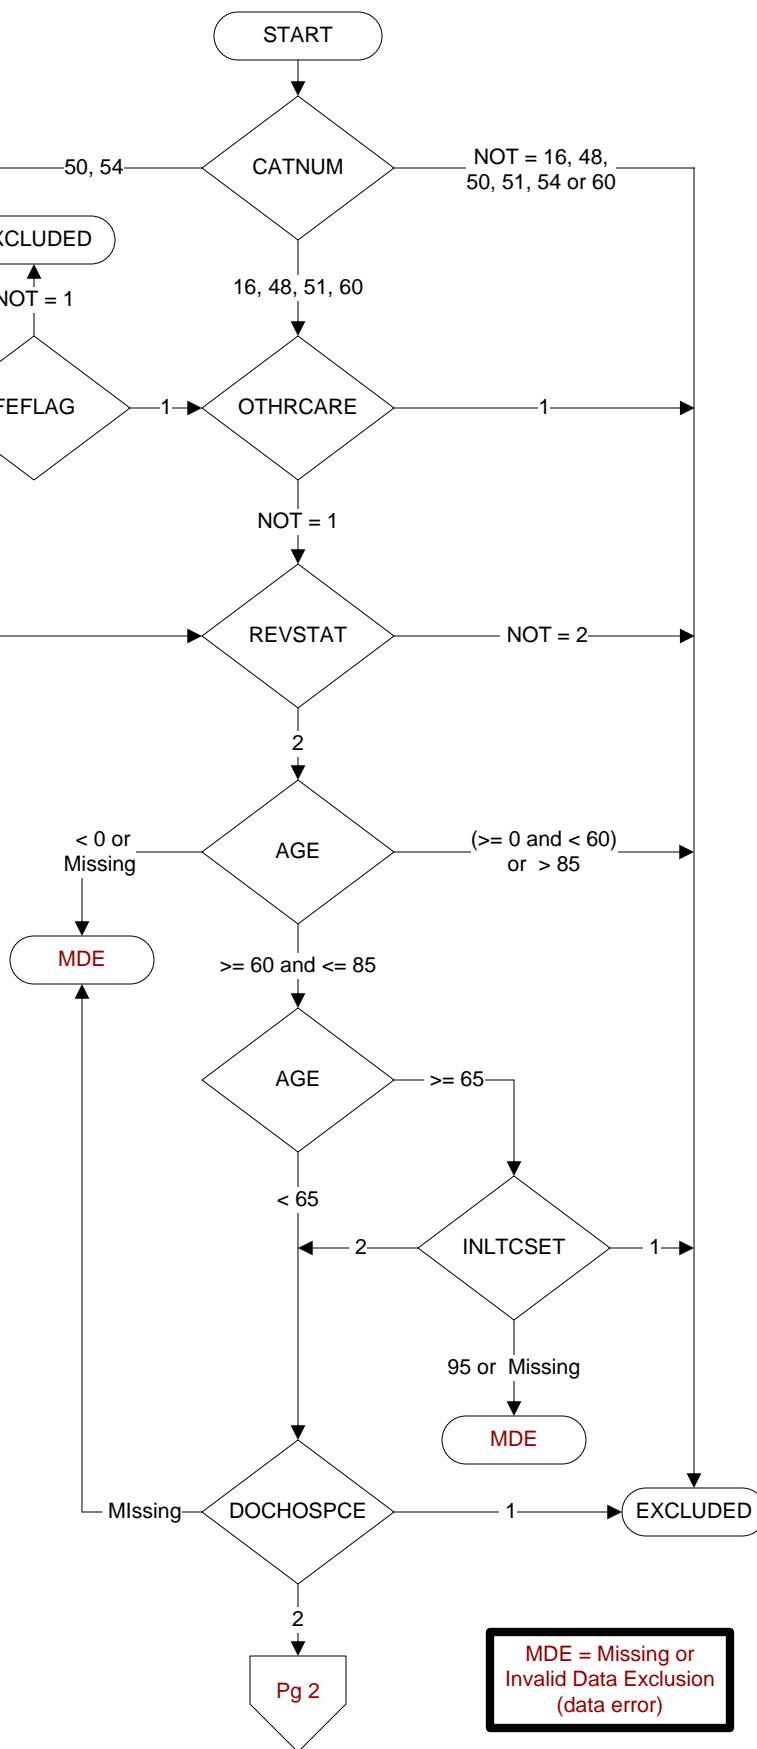 START
CATNUM
50, 54
NOT = 16, 48,
50, 51, 54 or 60
XCLUDED
NOT = 1
16, 48, 51, 60
FEFLAG
1
OTHRCARE
1
NOT = 1
REVSTAT
NOT = 2
2
< 0 or
Missing
AGE
(>= 0 and < 60)
or > 85
MDE
>= 60 and <= 85
AGE
>= 65
< 65
2
INLTCSET
1
95 or Missing
MDE
MIssing
DOCHOSPCE
1
EXCLUDED
2
Pg 2
MDE = Missing or
Invalid Data Exclusion
(data error)